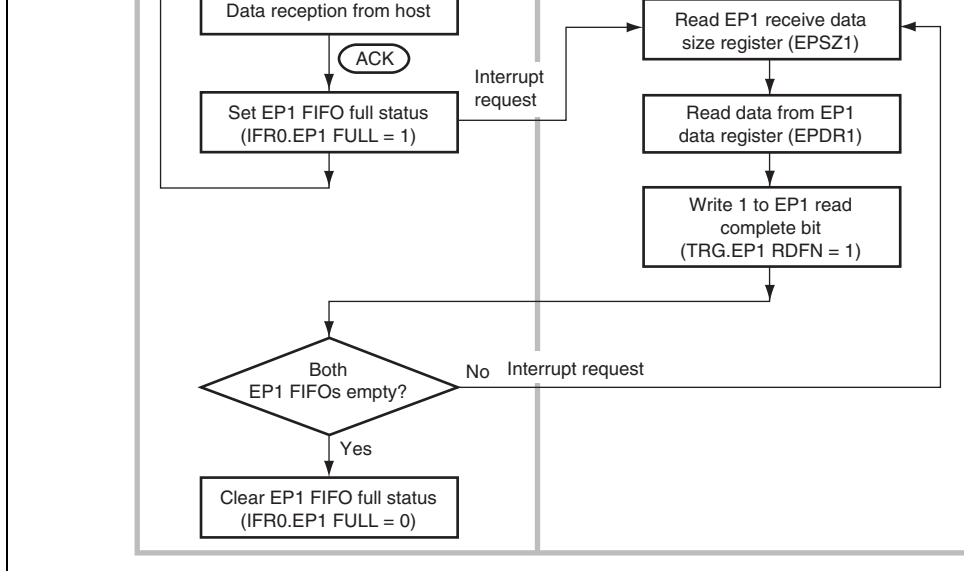 Data reception from host
ACK
Interrupt
request
Set EP1 FIFO full status
(IFR0.EP1 FULL = 1)
Read EP1 receive data
size register (EPSZ1)
Read data from EP1
data register (EPDR1)
Write 1 to EP1 read
complete bit
(TRG.EP1 RDFN = 1)
Both
EP1 FIFOs empty?
No Interrupt request
Yes
Clear EP1 FIFO full status
(IFR0.EP1 FULL = 0)